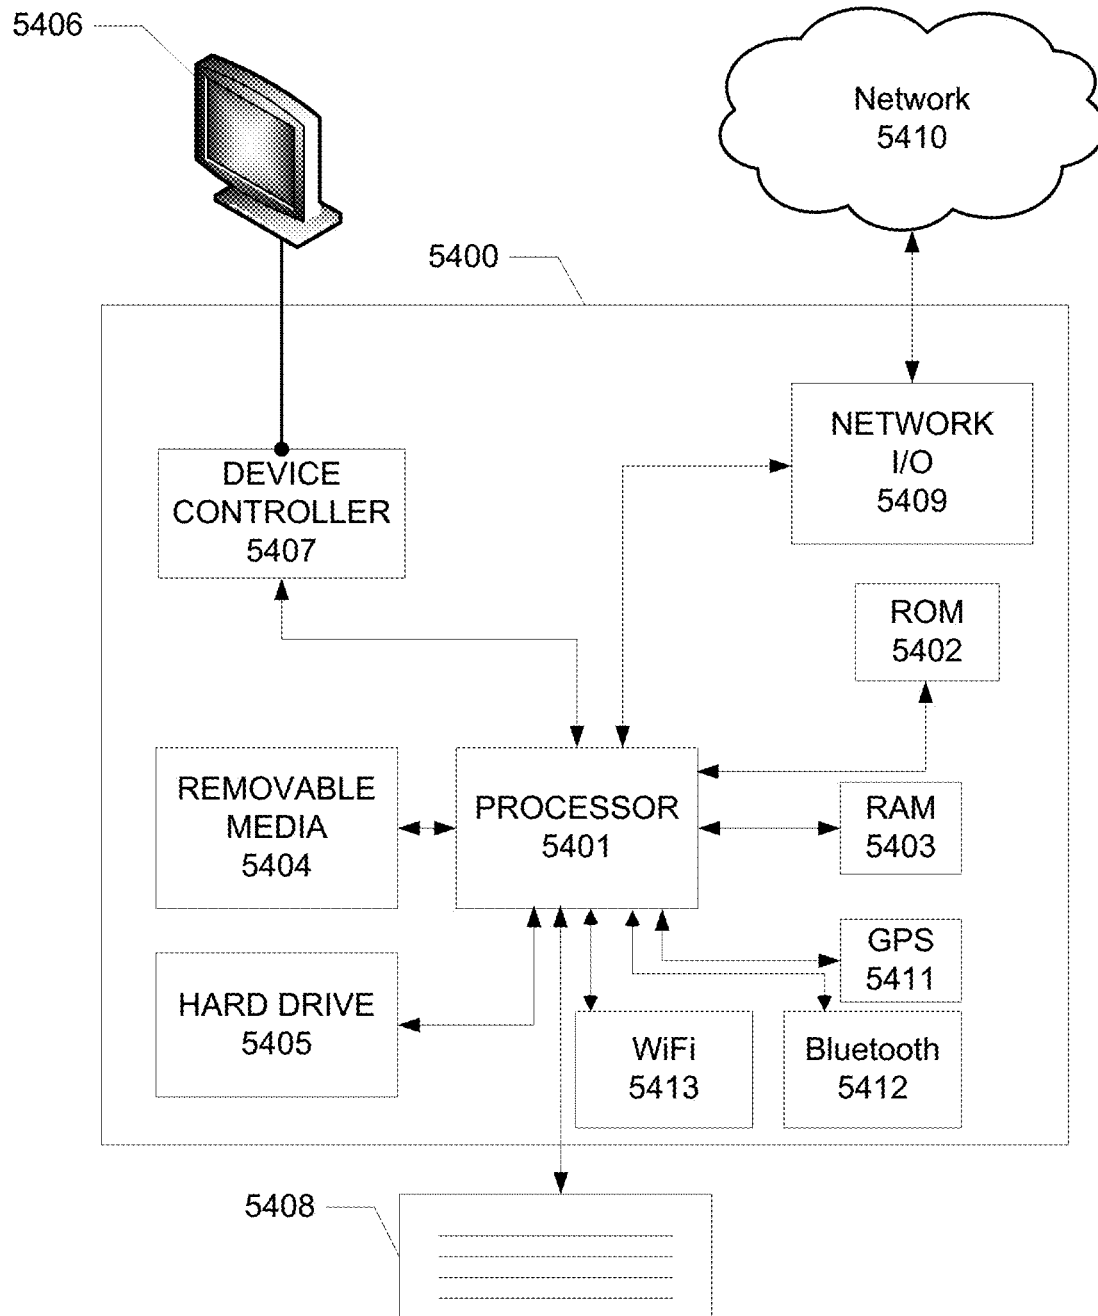 5406
Network
5410
5400
NETWORK
I/O
5409
DEVICE
CONTROLLER
5407
ROM
5402
REMOVABLE
MEDIA
5404
PROCESSOR
5401
RAM
5403
GPS
5411
HARD DRIVE
5405
WiFi
5413
Bluetooth
5412
5408